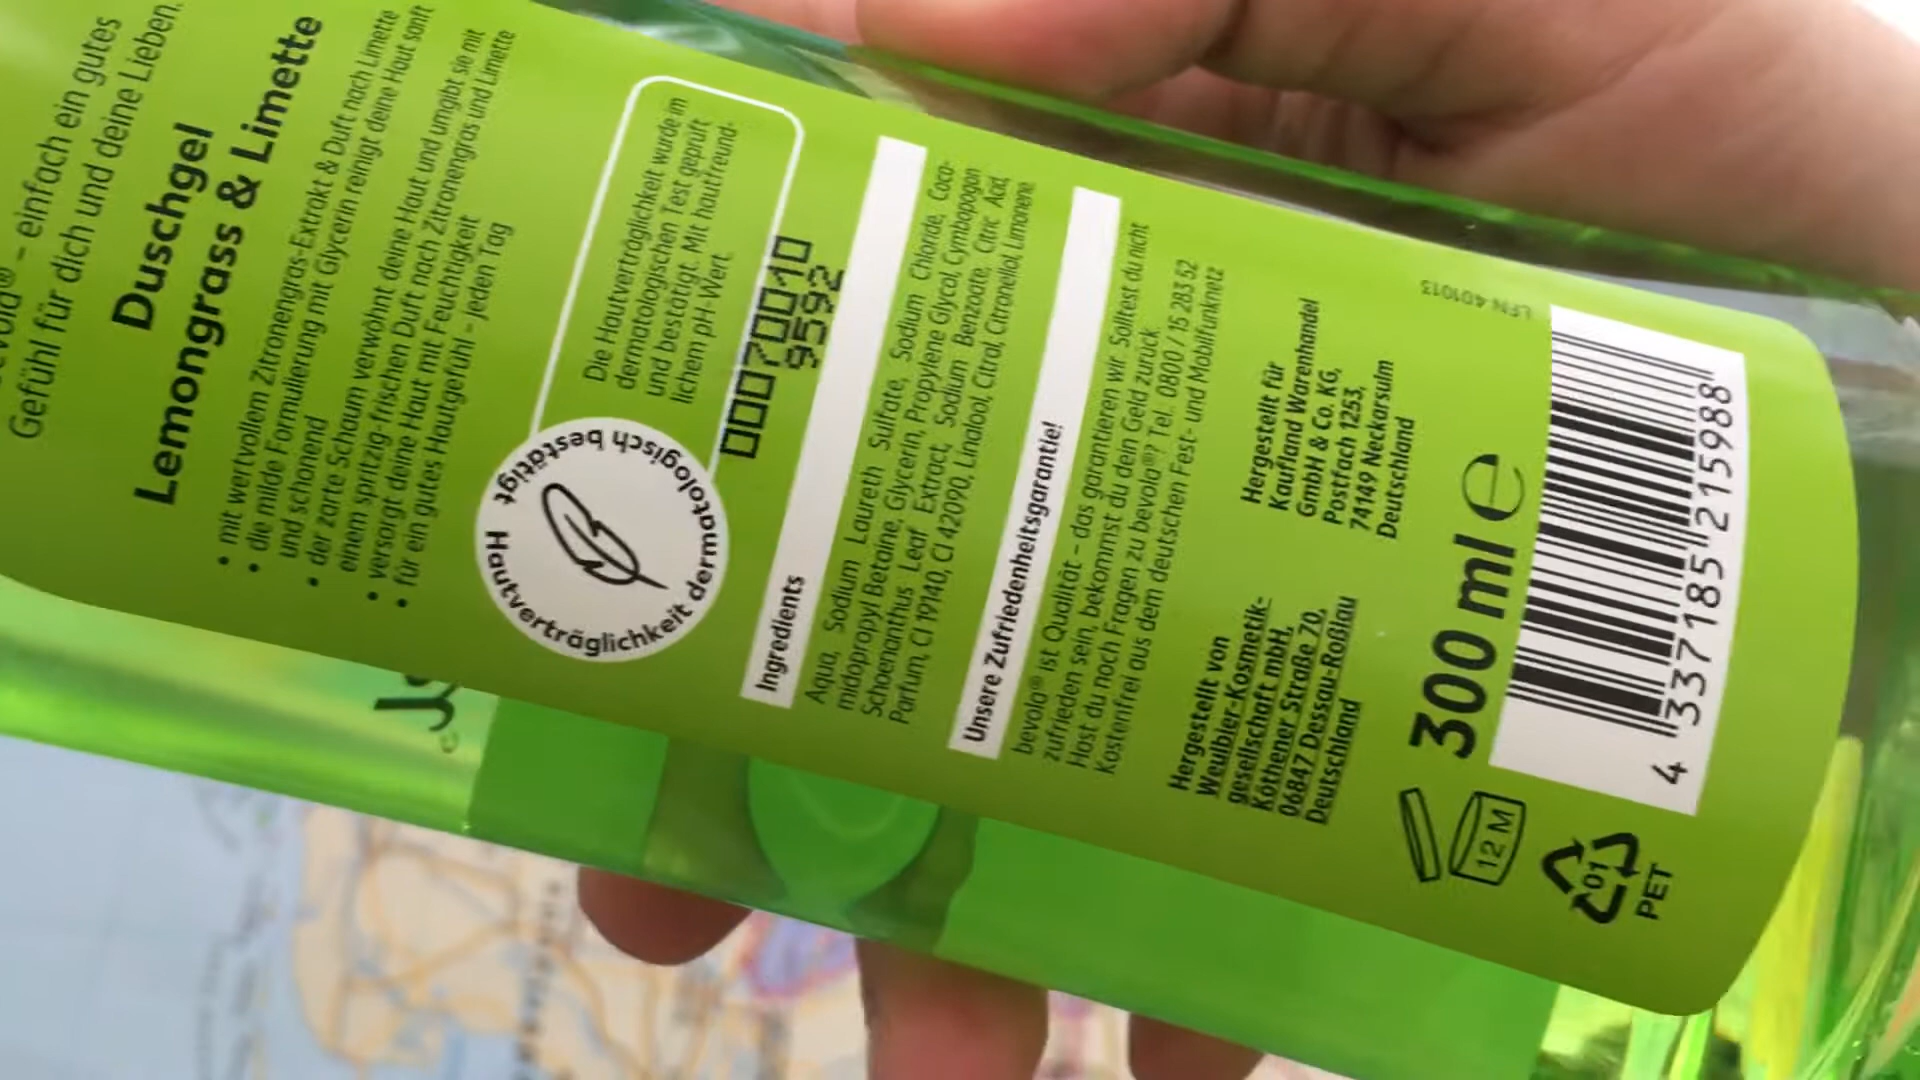 einfach ein gutes
Gefühl für dich und deine Lieben.
Duschgel
Lemongrass & Limette
• mit wertvollem Zitronengras-Extrakt & Duft nach Limette
• die milde Formulierung mit Glycerin reinigt deine Haut sanft
und schonend
• der zarte Schaum verwöhnt deine Haut und umgibt sie mit
einem spritzig-frischen Duft nach Zitronengras und Limette
• versorgt deine Haut mit Feuchtigkeit
• für ein gutes Hautgefühl – jeden Tag
Hautverträglichkeit dermatologisch bestätigt
Die Hautverträglichkeit wurde im
dermatologischen Test geprüft
und bestätigt. Mit hautfreund-
lichem pH-Wert.
00070010
9592
Ingredients
Aqua, Sodium Laureth Sulfate, Sodium Chloride, Coca-
midopropyl Betaine, Glycerin, Propylene Glycol, Cymbopogon
Schoenanthus Leaf Extract, Sodium Benzoate, Citric Acid,
Parfum, CI 19140, CI 42090, Linalool, Citral, Citronellol, Limonene
Unsere Zufriedenheitsgarantie!
bevola® ist Qualität – das garantieren wir. Solltest du nicht
zufrieden sein, bekommst du dein Geld zurück.
Hast du noch Fragen zu bevola®? Tel. 0800 / 15 283 52
Kostenfrei aus dem deutschen Fest- und Mobilfunknetz
Hergestellt von
Weulbier-Kosmetik-
gesellschaft mbH,
Köthener Straße 70,
06847 Dessau-Roßlau
Deutschland
Hergestellt für
Kaufland Warenhandel
GmbH & Co. KG,
Postfach 1253,
74149 Neckarsulm
Deutschland
LFN 401013
300 ml e
12 M
4 337185 215988
01
PET